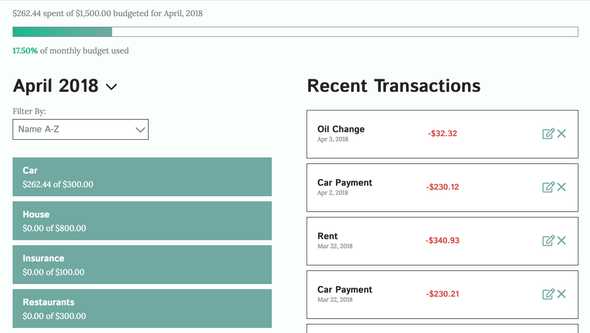 $262.44 spent of $1,500.00 budgeted for April, 2018
17.50% of monthly budget used
April 2018
Filter By:
Name A-Z
Car
$262.44 of $300.00
House
$0.00 of $800.00
Insurance
$0.00 of $100.00
Restaurants
$0.00 of $300.00
Recent Transactions
Oil Change
Apr 3, 2018
-$32.32
Car Payment
Apr 2, 2018
-$230.12
Rent
Mar 22, 2018
-$340.93
Car Payment
Mar 22, 2018
-$230.21